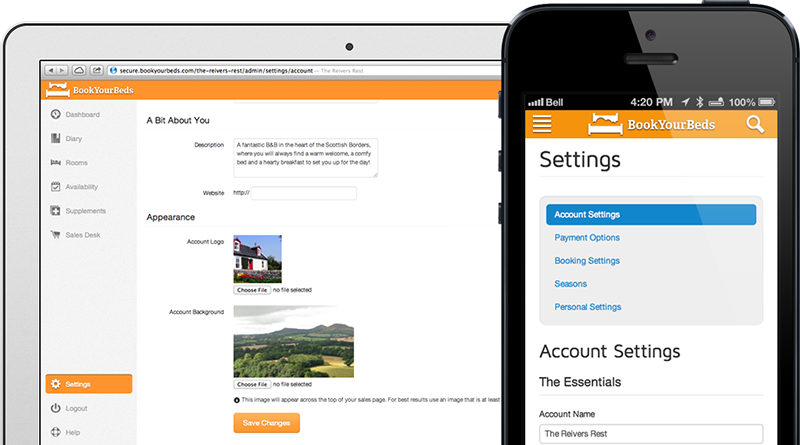 secure.bookyourbeds.com/the-reivers-rest/admin/settings/account — The Reivers Rest
BookYourBeds
Dashboard
Diary
Rooms
Availability
Supplements
Sales Desk
Settings
Logout
Help
A Bit About You
Description
A fantastic B&B in the heart of the Scottish Borders,
where you will always find a warm welcome, a comfy
bed and a hearty breakfast to set you up for the day!
Website
http://
Appearance
Account Logo
Choose File no file selected
Account Background
Choose File no file selected
This image will appear across the top of your sales page. For best results use an image that is at least
Save Changes
Bell 4:20 PM 100%
BookYourBeds
Settings
Account Settings
Payment Options
Booking Settings
Seasons
Personal Settings
Account Settings
The Essentials
Account Name
The Reivers Rest